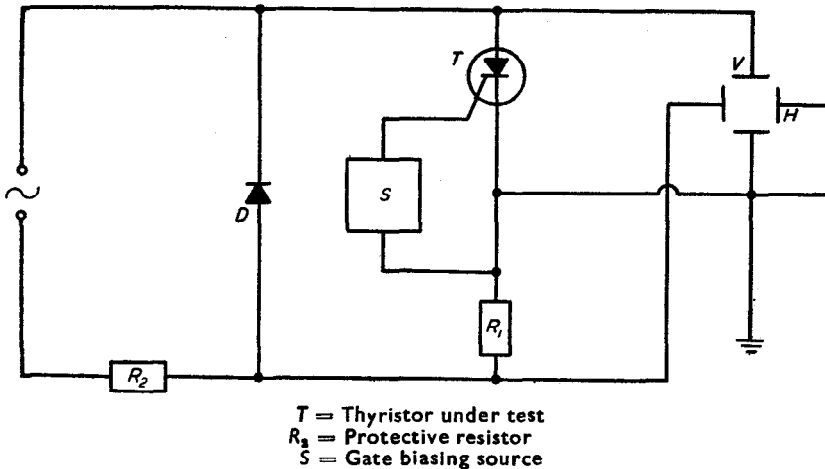 T
V
H
D
S
R₁
R₂
T = Thyristor under test
R₂ = Protective resistor
S = Gate biasing source